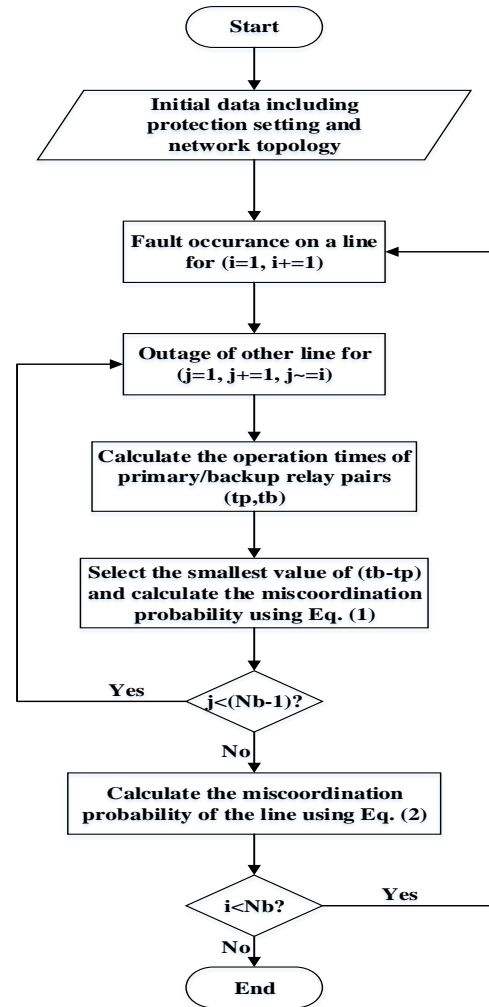 Start
Initial data including
protection setting and
network topology
Fault occurance on a line
for (i=1, i+=1)
Outage of other line for
(j=1, j+=1, j~=i)
Calculate the operation times of
primary/backup relay pairs
(tp,tb)
Select the smallest value of (tb-tp)
and calculate the miscoordination
probability using Eq. (1)
Yes
j<(Nb-1)?
No
Calculate the miscoordination
probability of the line using Eq. (2)
i<Nb?
Yes
No
End